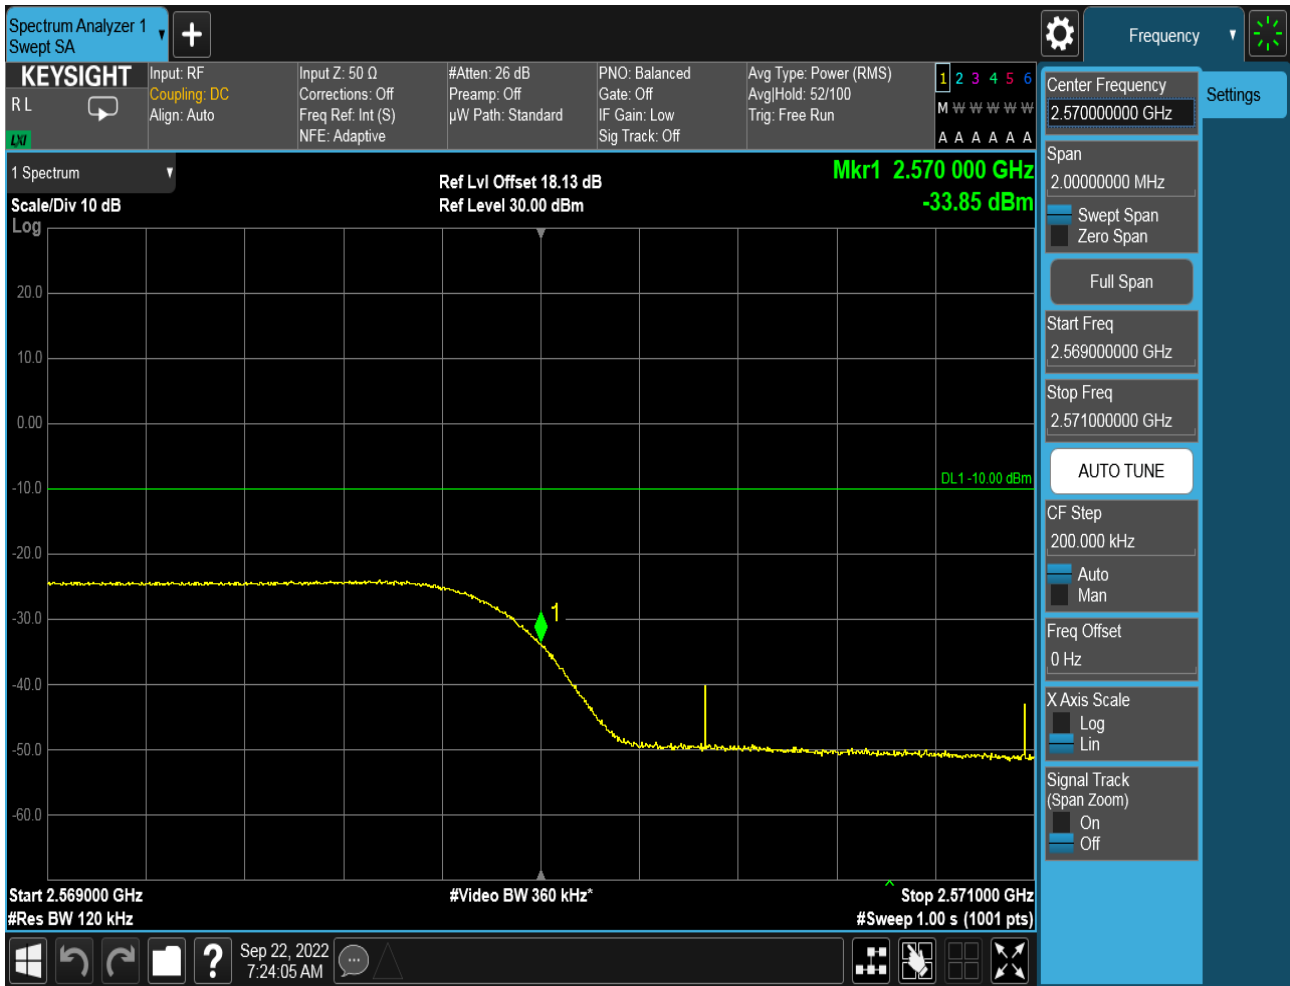 Spectrum Analyzer 1
Swept SA
+
Frequency
KEYSIGHT
R L
LXI
Input: RF
Coupling: DC
Align: Auto
Input Z: 50 Ω
Corrections: Off
Freq Ref: Int (S)
NFE: Adaptive
#Atten: 26 dB
Preamp: Off
µW Path: Standard
PNO: Balanced
Gate: Off
IF Gain: Low
Sig Track: Off
Avg Type: Power (RMS)
Avg|Hold: 52/100
Trig: Free Run
1 2 3 4 5 6
M W W W W W
A A A A A A
1 Spectrum
Scale/Div 10 dB
Log
Ref Lvl Offset 18.13 dB
Ref Level 30.00 dBm
Mkr1 2.570 000 GHz
-33.85 dBm
20.0
10.0
0.00
-10.0
DL1 -10.00 dBm
-20.0
-30.0
1
-40.0
-50.0
-60.0
Start 2.569000 GHz
#Res BW 120 kHz
#Video BW 360 kHz*
Stop 2.571000 GHz
#Sweep 1.00 s (1001 pts)
Center Frequency
2.570000000 GHz
Settings
Span
2.00000000 MHz
Swept Span
Zero Span
Full Span
Start Freq
2.569000000 GHz
Stop Freq
2.571000000 GHz
AUTO TUNE
CF Step
200.000 kHz
Auto
Man
Freq Offset
0 Hz
X Axis Scale
Log
Lin
Signal Track
(Span Zoom)
On
Off
?
Sep 22, 2022
7:24:05 AM